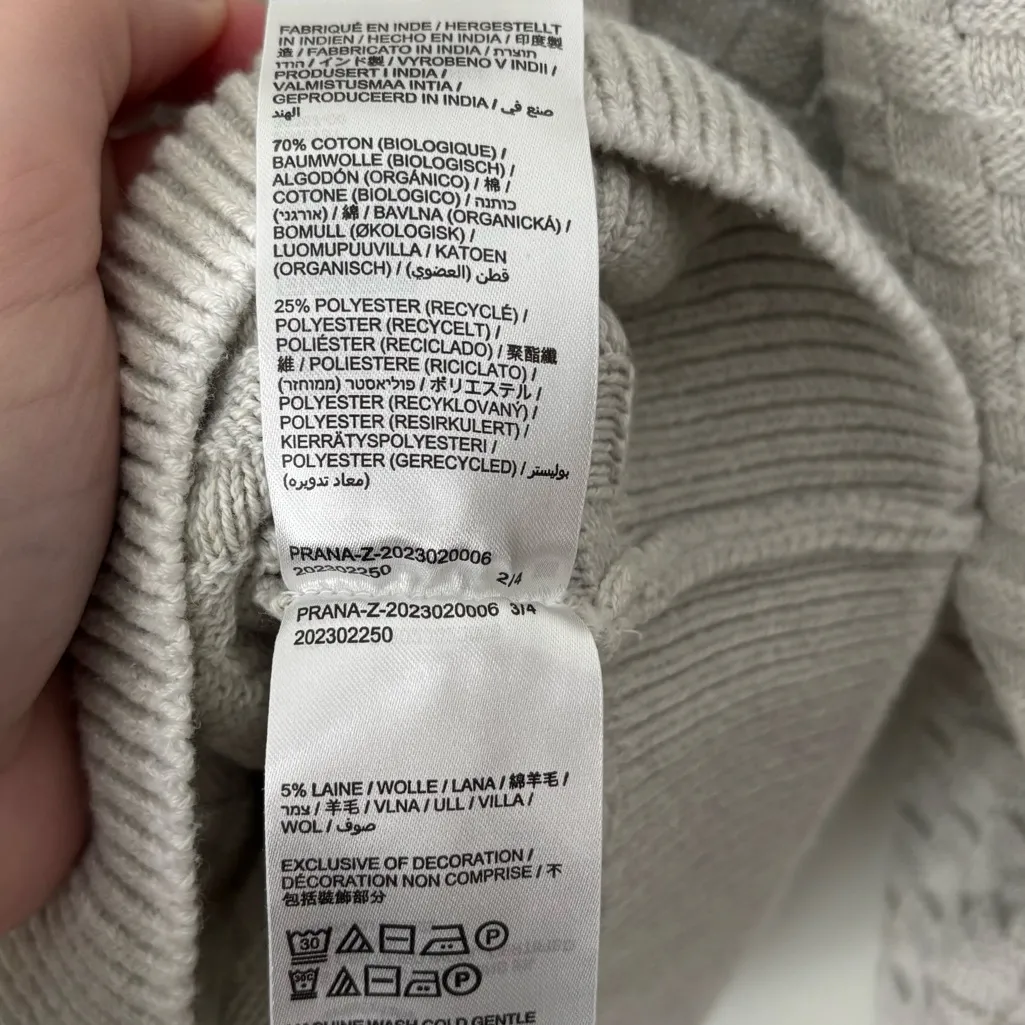 FABRIQUÉ EN INDE / HERGESTELLT
IN INDIEN / HECHO EN INDIA / 印度製
造 / FABBRICATO IN INDIA / תוצרת
הודו / インド製 / VYROBENO V INDII /
PRODUSERT I INDIA /
VALMISTUSMAA INTIA /
GEPRODUCEERD IN INDIA / صنع في
الهند
70% COTON (BIOLOGIQUE) /
BAUMWOLLE (BIOLOGISCH) /
ALGODÓN (ORGÁNICO) / 棉 /
COTONE (BIOLOGICO) / כותנה
(אורגני) / 綿 / BAVLNA (ORGANICKÁ) /
BOMULL (ØKOLOGISK) /
LUOMUPUUVILLA / KATOEN
(ORGANISCH) / قطن (العضوي)
25% POLYESTER (RECYCLÉ) /
POLYESTER (RECYCELT) /
POLIÉSTER (RECICLADO) / 聚酯纖
維 / POLIESTERE (RICICLATO) /
פוליאסטר (ממוחזר) / ポリエステル /
POLYESTER (RECYKLOVANÝ) /
POLYESTER (RESIRKULERT) /
KIERRÄTYSPOLYESTERI /
POLYESTER (GERECYCLED) / بوليستر
(معاد تدويره)
PRANA-Z-2023020006
202302250 2/4
PRANA-Z-2023020006 3/4
202302250
5% LAINE / WOLLE / LANA / 綿羊毛 /
צמר / 羊毛 / VLNA / ULL / VILLA /
WOL / صوف
EXCLUSIVE OF DECORATION /
DÉCORATION NON COMPRISE / 不
包括裝飾部分
30 P
30C P
MACHINE WASH COLD GENTLE